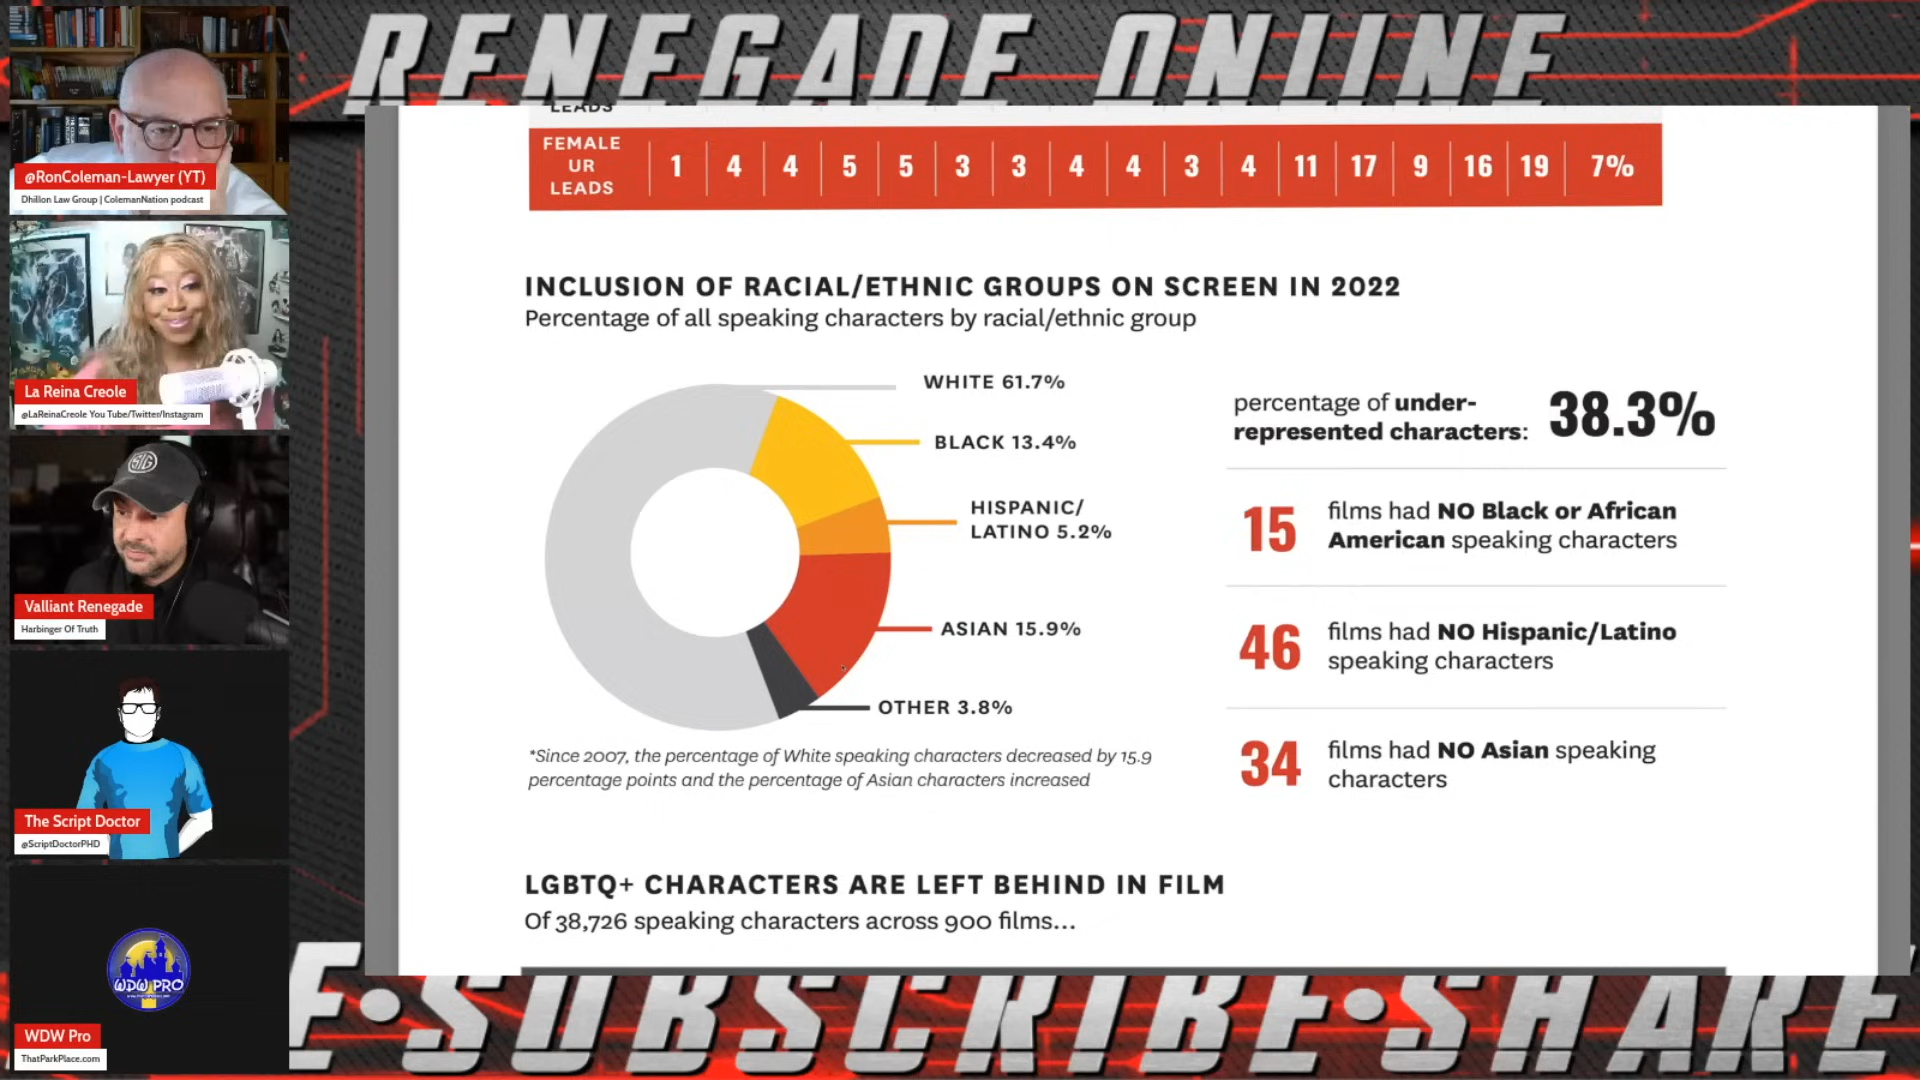 RENEGADE ONLINE
LEADS
FEMALE UR LEADS 1 4 4 5 5 3 3 4 4 3 4 11 17 9 16 19 7%
INCLUSION OF RACIAL/ETHNIC GROUPS ON SCREEN IN 2022
Percentage of all speaking characters by racial/ethnic group
WHITE 61.7%
BLACK 13.4%
HISPANIC/
LATINO 5.2%
ASIAN 15.9%
OTHER 3.8%
*Since 2007, the percentage of White speaking characters decreased by 15.9
percentage points and the percentage of Asian characters increased
percentage of under-
represented characters: 38.3%
15 films had NO Black or African
American speaking characters
46 films had NO Hispanic/Latino
speaking characters
34 films had NO Asian speaking
characters
LGBTQ+ CHARACTERS ARE LEFT BEHIND IN FILM
Of 38,726 speaking characters across 900 films...
@RonColeman-Lawyer (YT)
Dhillon Law Group | ColemanNation podcast
La Reina Creole
@LaReinaCreole You Tube/Twitter/Instagram
SIG
Valliant Renegade
Harbinger Of Truth
The Script Doctor
@ScriptDoctorPHD
WDW PRO
WDW Pro
ThatParkPlace.com
E•SUBSCRIBE•SHARE